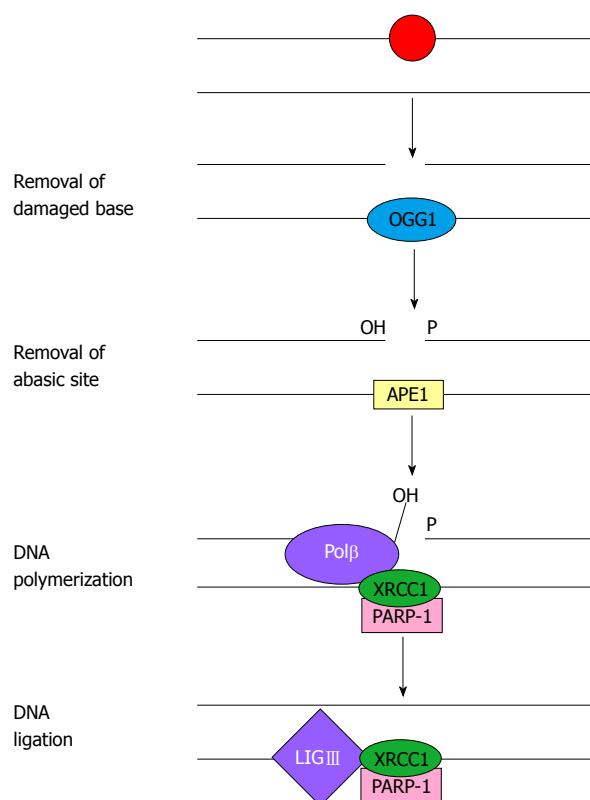 Removal of
damaged base
OGG1
OH P
Removal of
abasic site
APE1
OH
P
Polβ
DNA
polymerization
XRCC1
PARP-1
DNA
ligation
LIGⅢ
XRCC1
PARP-1